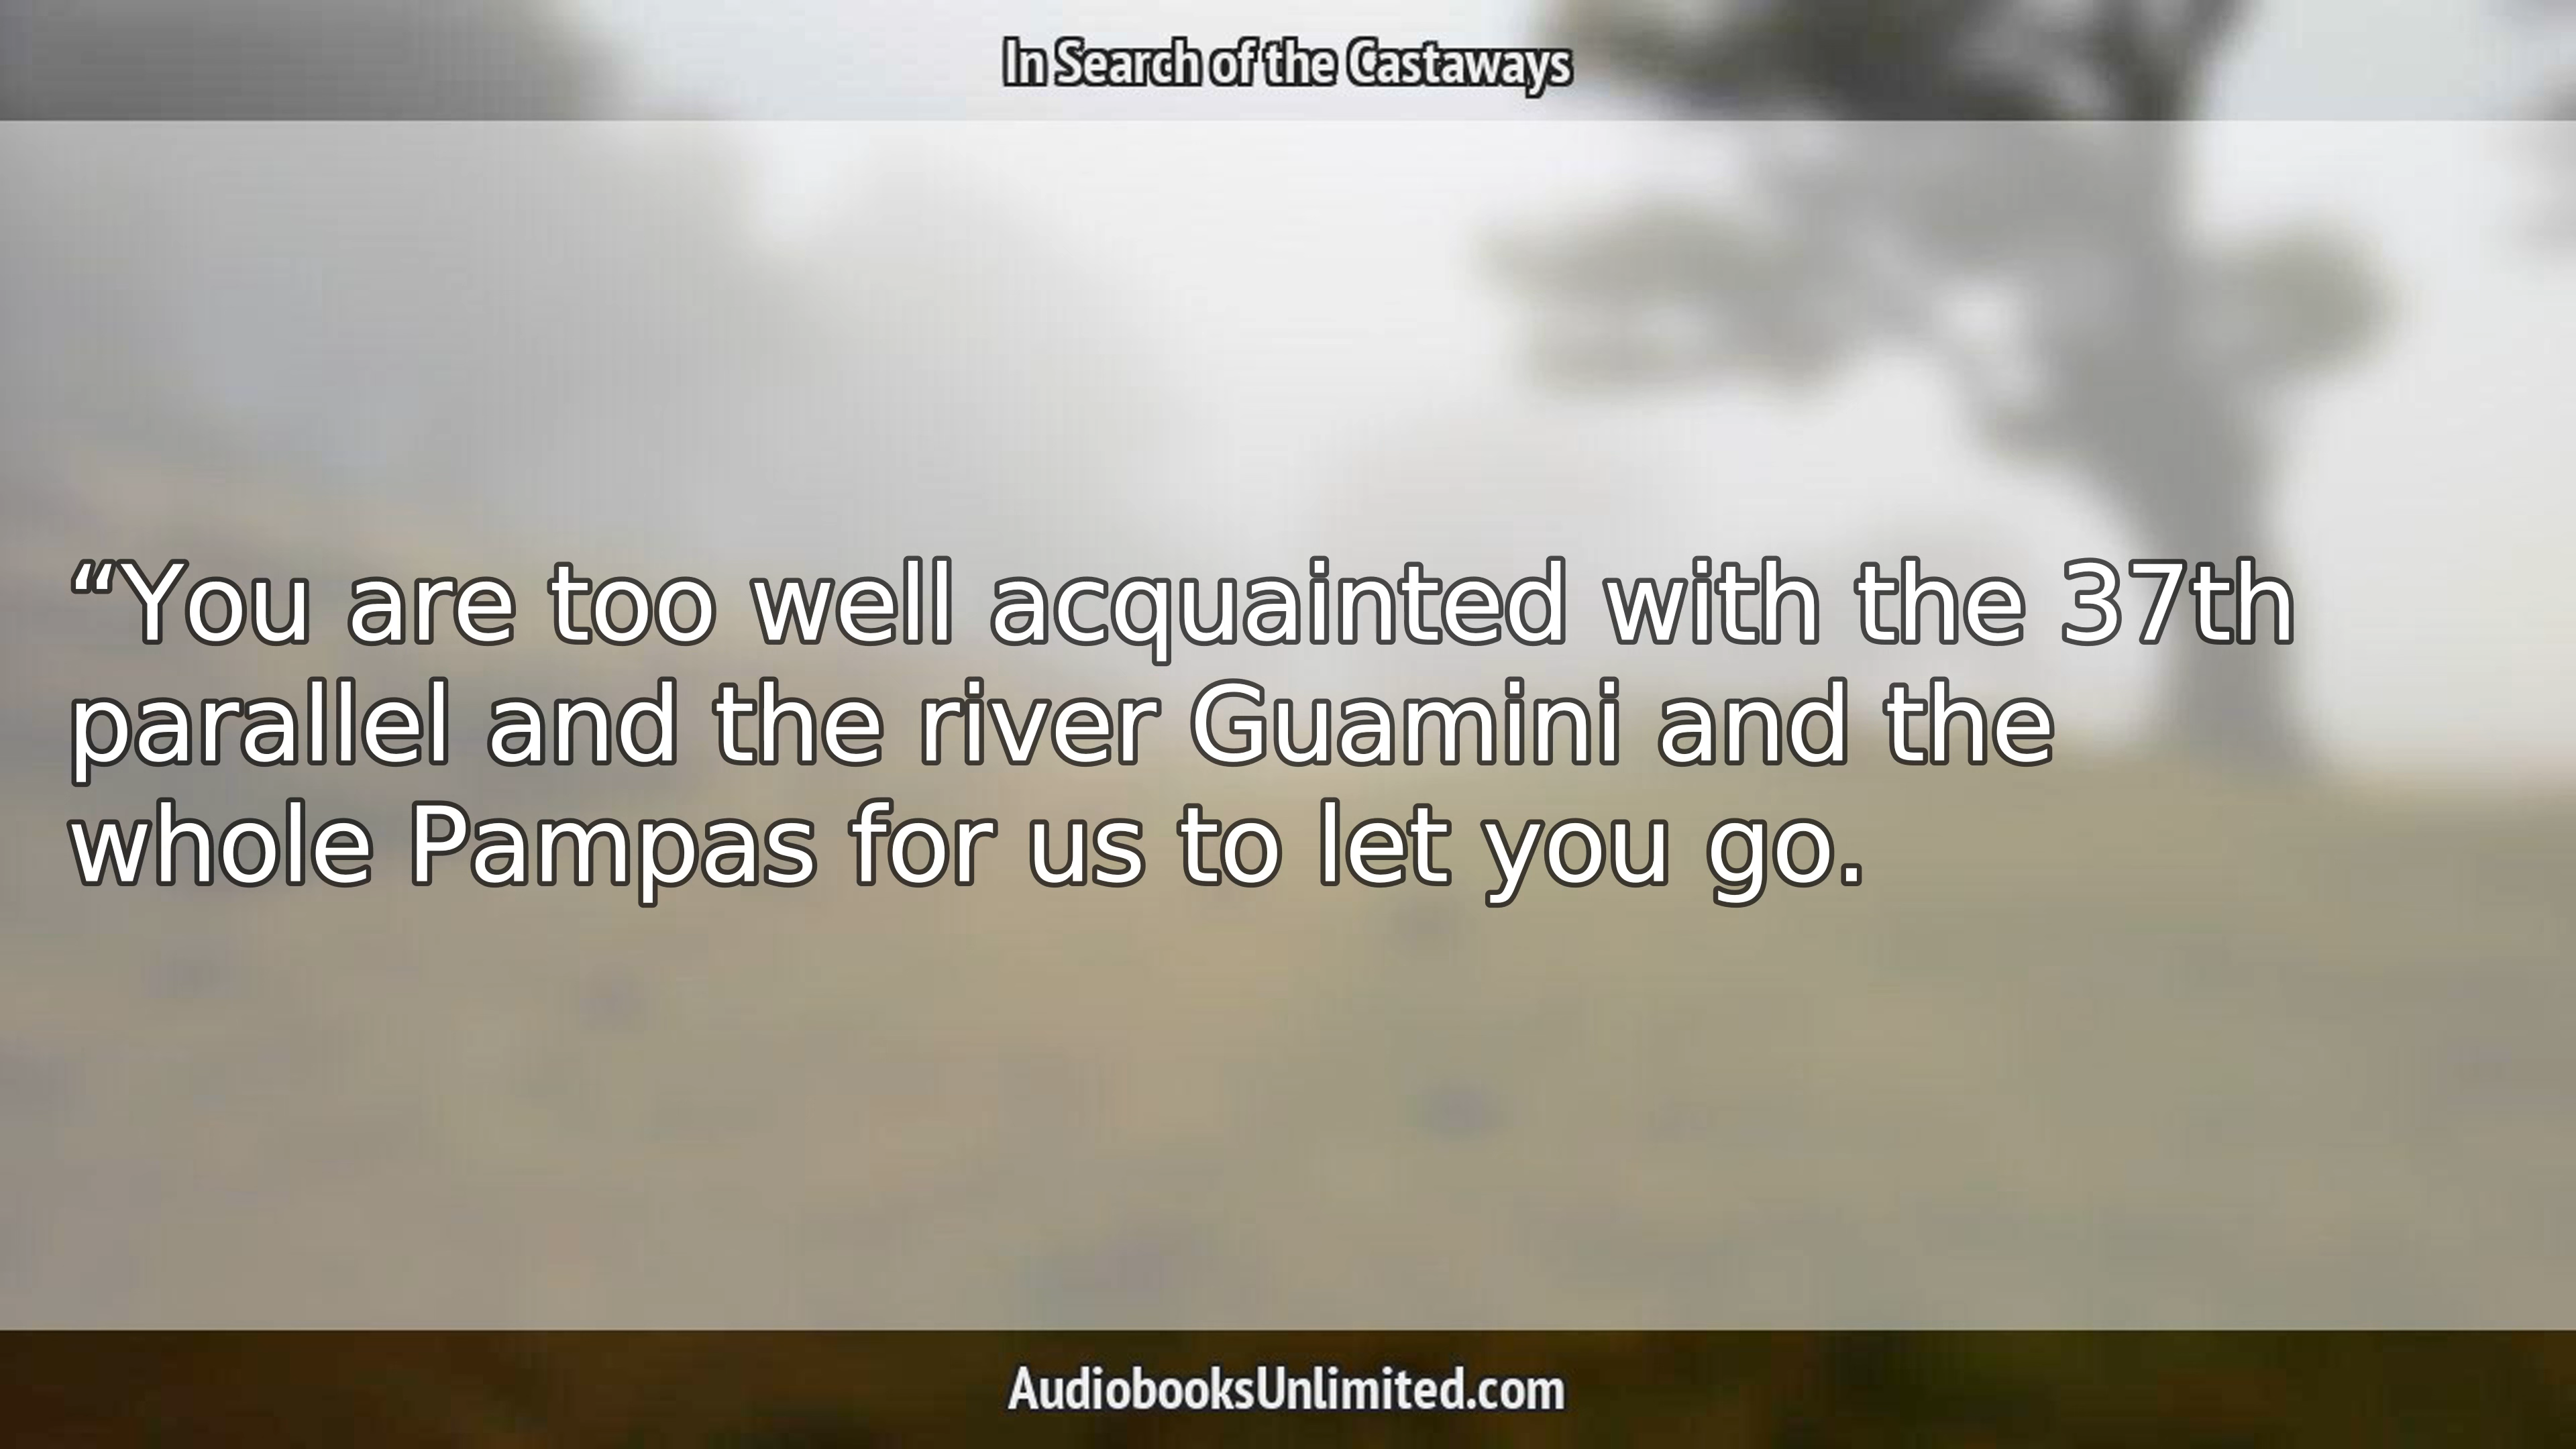 In Search of the Castaways
“You are too well acquainted with the 37th
parallel and the river Guamini and the
whole Pampas for us to let you go.
AudiobooksUnlimited.com